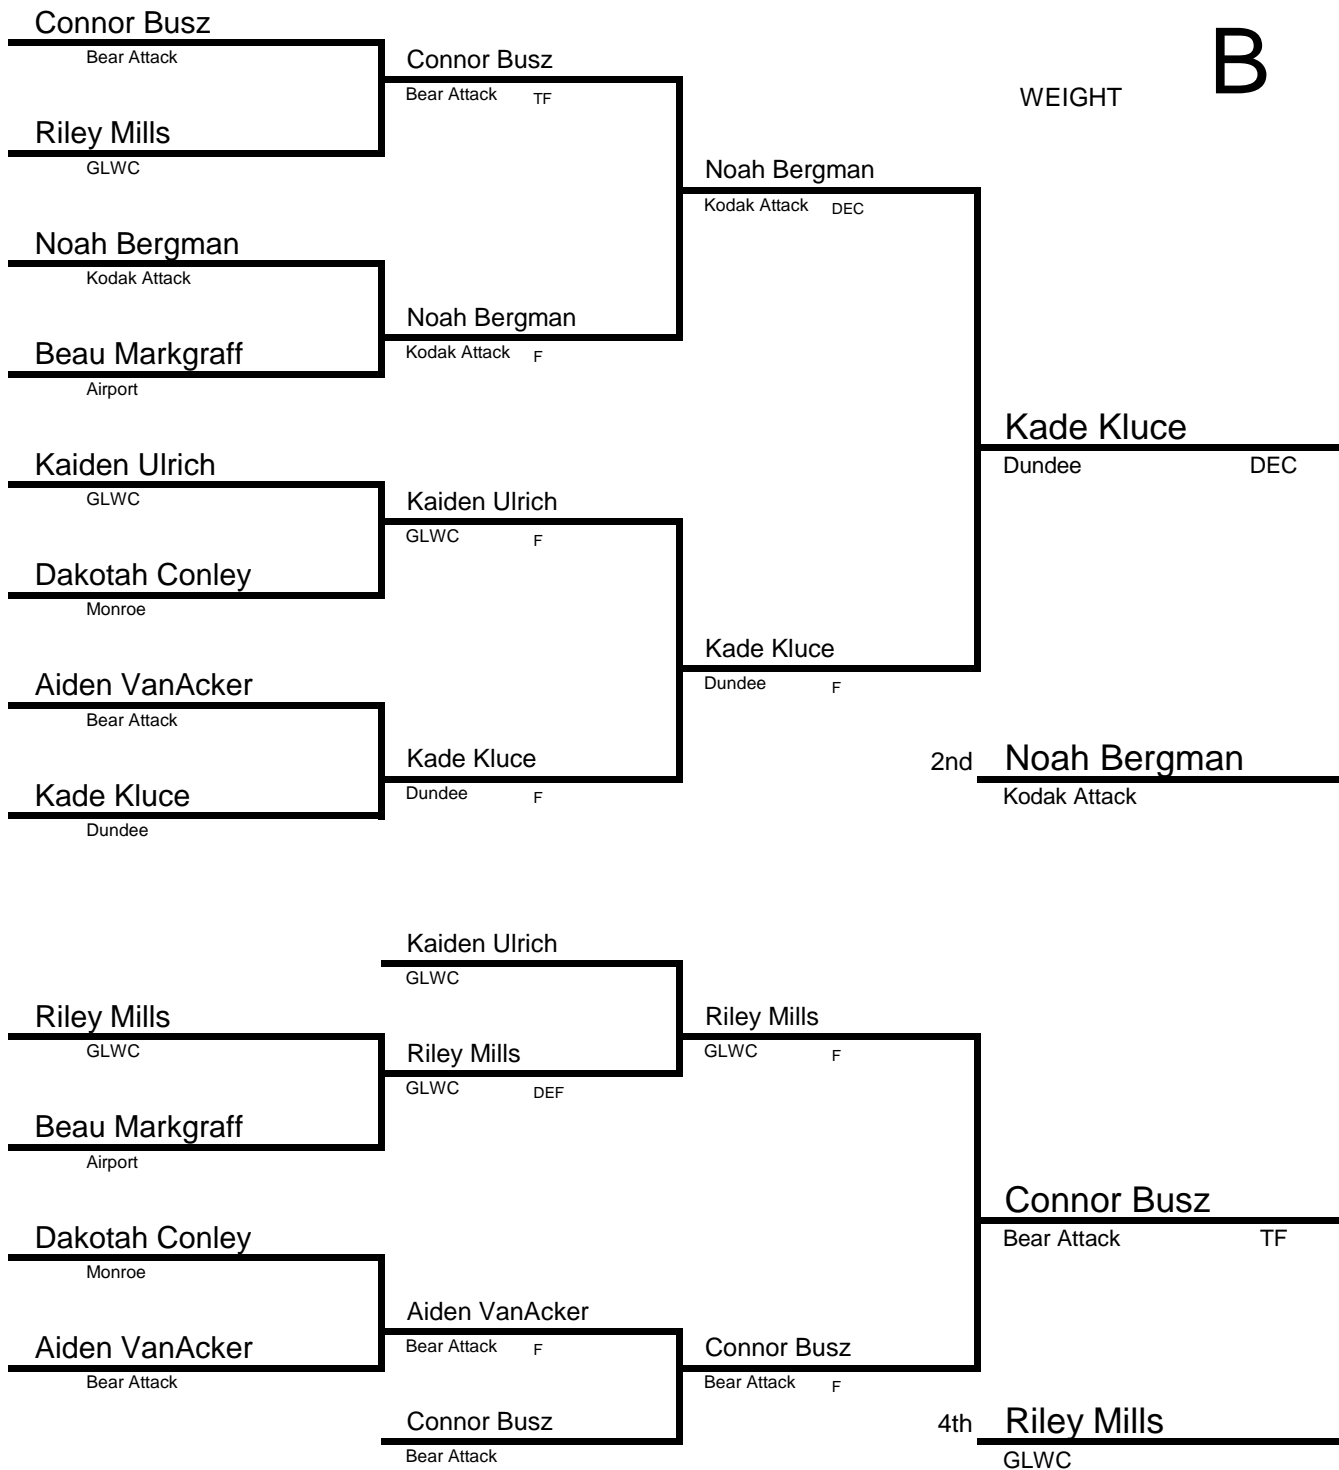 Connor Busz
Bear Attack
Connor Busz
Bear Attack TF
B
WEIGHT
Riley Mills
GLWC
Noah Bergman
Kodak Attack DEC
Noah Bergman
Kodak Attack
Noah Bergman
Kodak Attack F
Beau Markgraff
Airport
Kade Kluce
Dundee DEC
Kaiden Ulrich
GLWC
Kaiden Ulrich
GLWC F
Dakotah Conley
Monroe
Kade Kluce
Dundee F
Aiden VanAcker
Bear Attack
Kade Kluce
Dundee F
2nd Noah Bergman
Kodak Attack
Kade Kluce
Dundee
Kaiden Ulrich
GLWC
Riley Mills
GLWC
Riley Mills
GLWC F
Riley Mills
GLWC DEF
Beau Markgraff
Airport
Connor Busz
Bear Attack TF
Dakotah Conley
Monroe
Aiden VanAcker
Bear Attack F
Aiden VanAcker
Bear Attack
Connor Busz
Bear Attack F
Connor Busz
Bear Attack
4th Riley Mills
GLWC